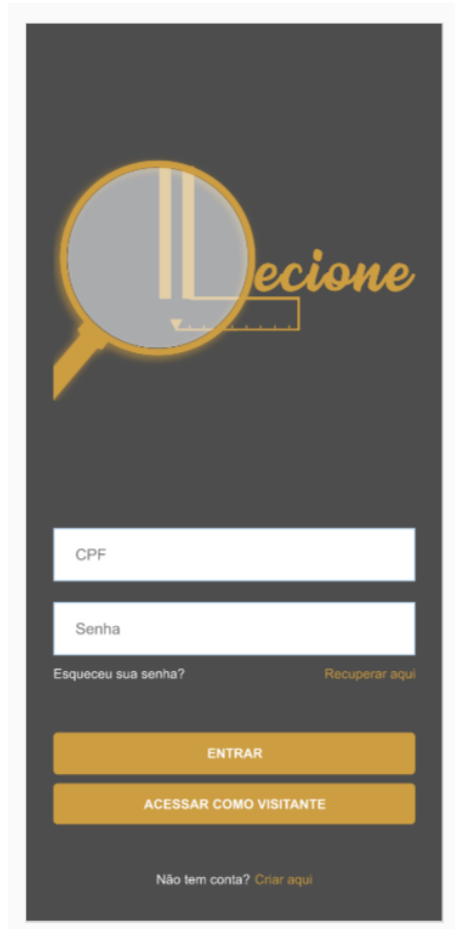 Lecione
CPF
Senha
Esqueceu sua senha? Recuperar aqui
ENTRAR
ACESSAR COMO VISITANTE
Não tem conta? Criar aqui